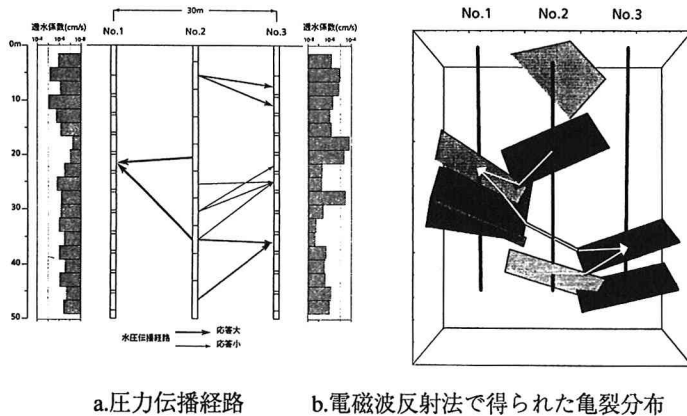 30m
透水係数(cm/s)
No.1
No.2
No.3
透水係数(cm/s)
No.1
No.2
No.3
0m
10
20
30
40
50
水圧伝播経路
応答大
応答小
a.圧力伝播経路
b.電磁波反射法で得られた亀裂分布